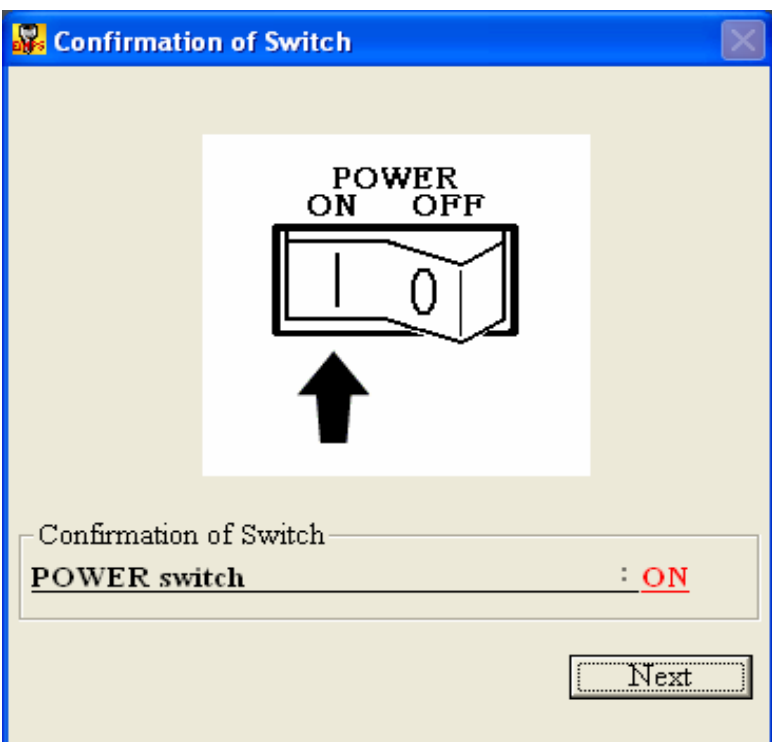 Confirmation of Switch
POWER
ON OFF
| 0
Confirmation of Switch
POWER switch : ON
Next